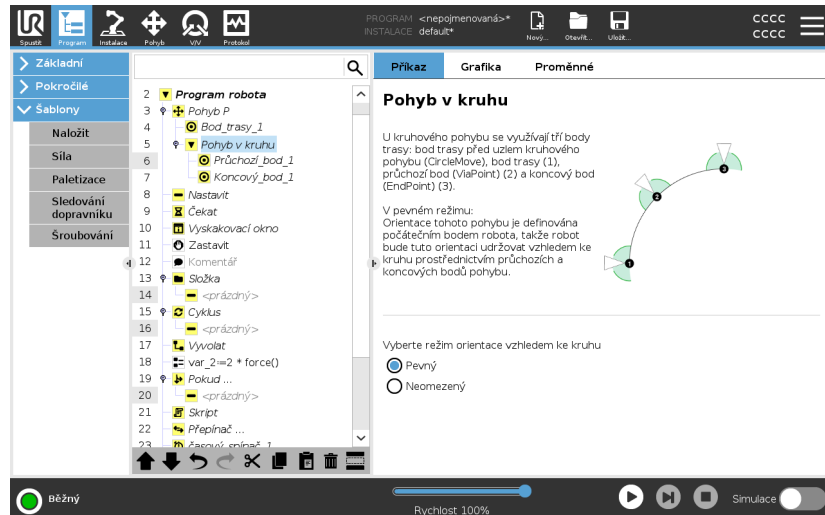 PROGRAM <nepojmenovaná>*
INSTALACE default*
CCCC
CCCC
Spustit
Program
Instalace
Pohyb
V/V
Protokol
Nový...
Otevřít...
Uložit...
Základní
Pokročilé
Šablony
Naložit
Síla
Paletizace
Sledování
dopravníku
Šroubování
2 Program robota
3 Pohyb P
4 Bod_trasy_1
5 Pohyb v kruhu
6 Průchozí_bod_1
7 Koncový_bod_1
8 Nastavit
9 Čekat
10 Vyskakovací okno
11 Zastavit
12 Komentář
13 Složka
14 <prázdný>
15 Cyklus
16 <prázdný>
17 Vyvolat
18 var_2≔2 * force()
19 Pokud ...
20 <prázdný>
21 Skript
22 Přepínač ...
23 časový_spínač_1
Příkaz
Grafika
Proměnné
Pohyb v kruhu
U kruhového pohybu se využívají tří body
trasy: bod trasy před uzlem kruhového
pohybu (CircleMove), bod trasy (1),
průchozí bod (ViaPoint) (2) a koncový bod
(EndPoint) (3).
V pevném režimu:
Orientace tohoto pohybu je definována
počátečním bodem robota, takže robot
bude tuto orientaci udržovat vzhledem ke
kruhu prostřednictvím průchozích a
koncových bodů pohybu.
3
2
1
Vyberte režim orientace vzhledem ke kruhu
Pevný
Neomezený
Běžný
Rychlost 100%
Simulace